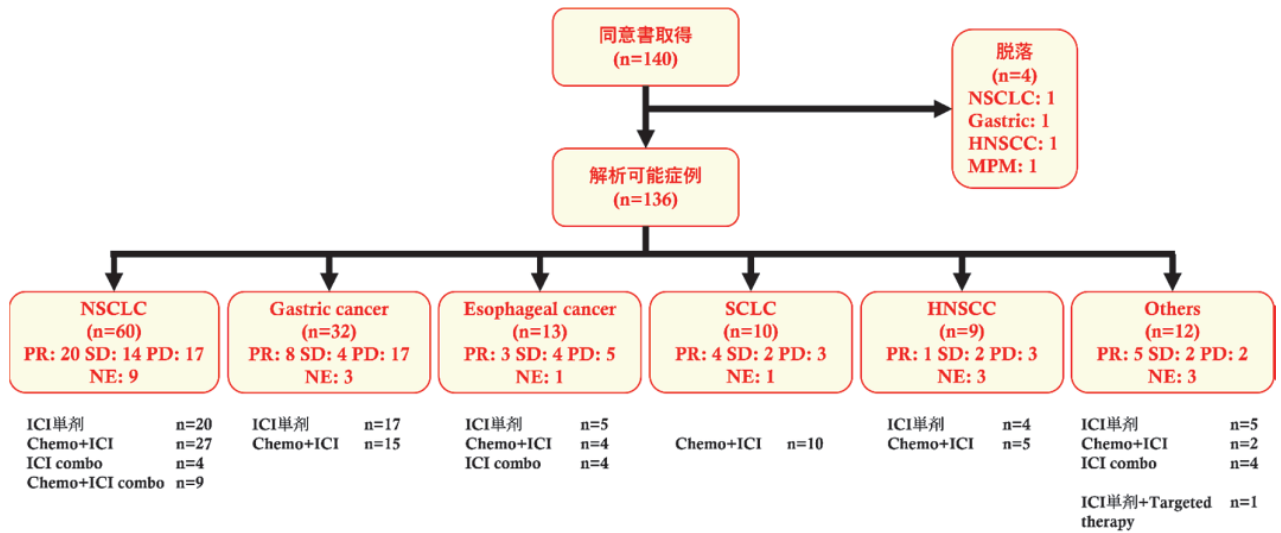 同意書取得
(n=140)
脱落
(n=4)
NSCLC: 1
Gastric: 1
HNSCC: 1
MPM: 1
解析可能症例
(n=136)
NSCLC
(n=60)
PR: 20 SD: 14 PD: 17
NE: 9
ICI単剤 n=20
Chemo+ICI n=27
ICI combo n=4
Chemo+ICI combo n=9
Gastric cancer
(n=32)
PR: 8 SD: 4 PD: 17
NE: 3
ICI単剤 n=17
Chemo+ICI n=15
Esophageal cancer
(n=13)
PR: 3 SD: 4 PD: 5
NE: 1
ICI単剤 n=5
Chemo+ICI n=4
ICI combo n=4
SCLC
(n=10)
PR: 4 SD: 2 PD: 3
NE: 1
Chemo+ICI n=10
HNSCC
(n=9)
PR: 1 SD: 2 PD: 3
NE: 3
ICI単剤 n=4
Chemo+ICI n=5
Others
(n=12)
PR: 5 SD: 2 PD: 2
NE: 3
ICI単剤 n=5
Chemo+ICI n=2
ICI combo n=4
ICI単剤+Targeted n=1
therapy